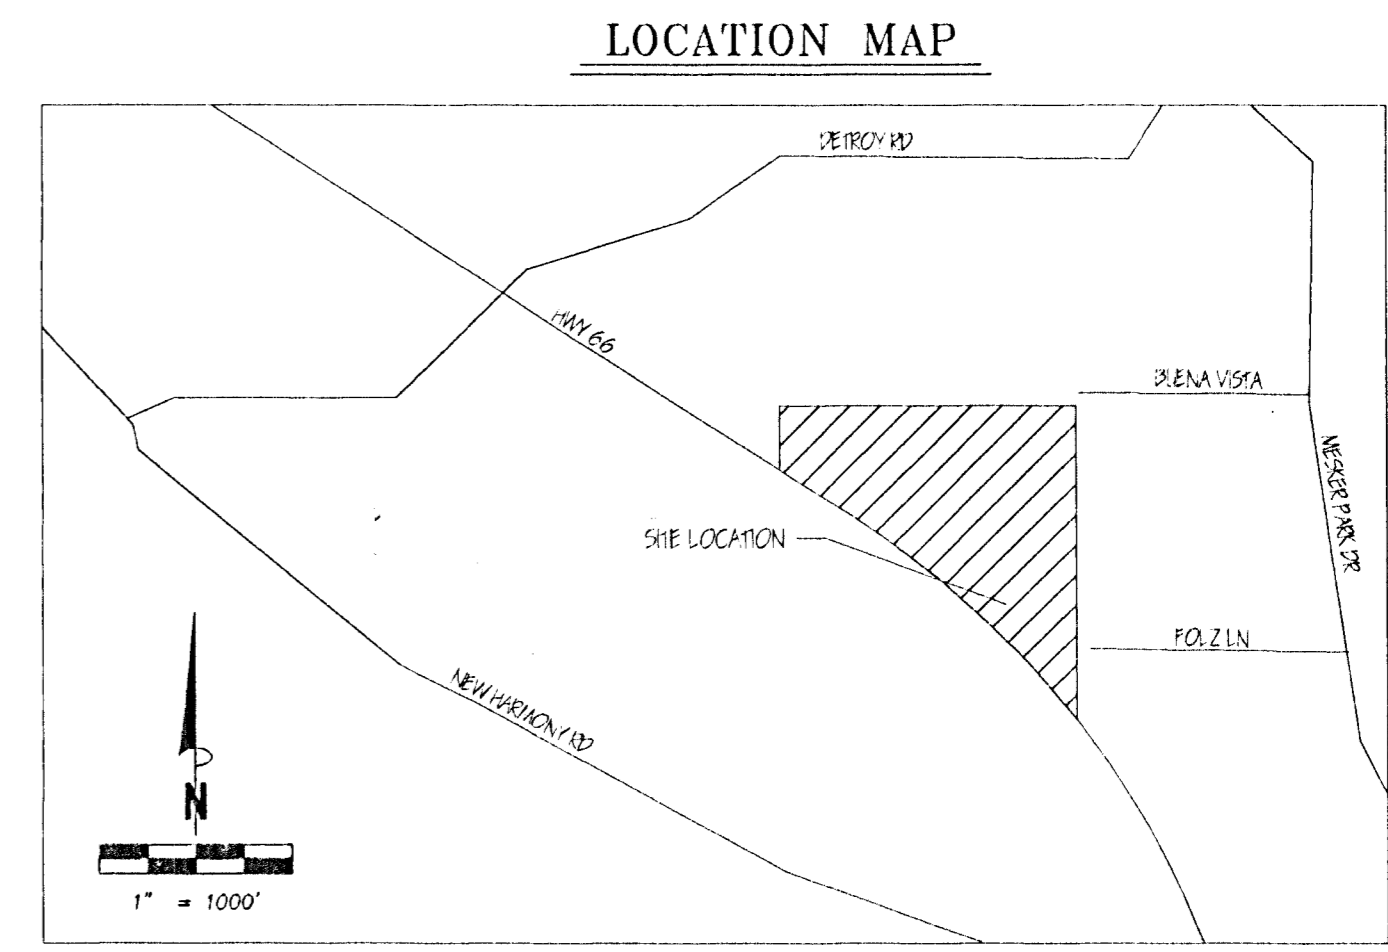 LOCATION MAP
DETROY RD
HWY 66
BUENA VISTA
MESKER PARK DR
SITE LOCATION
FOLZ LN
NEW HARMONY RD
N
1" = 1000'